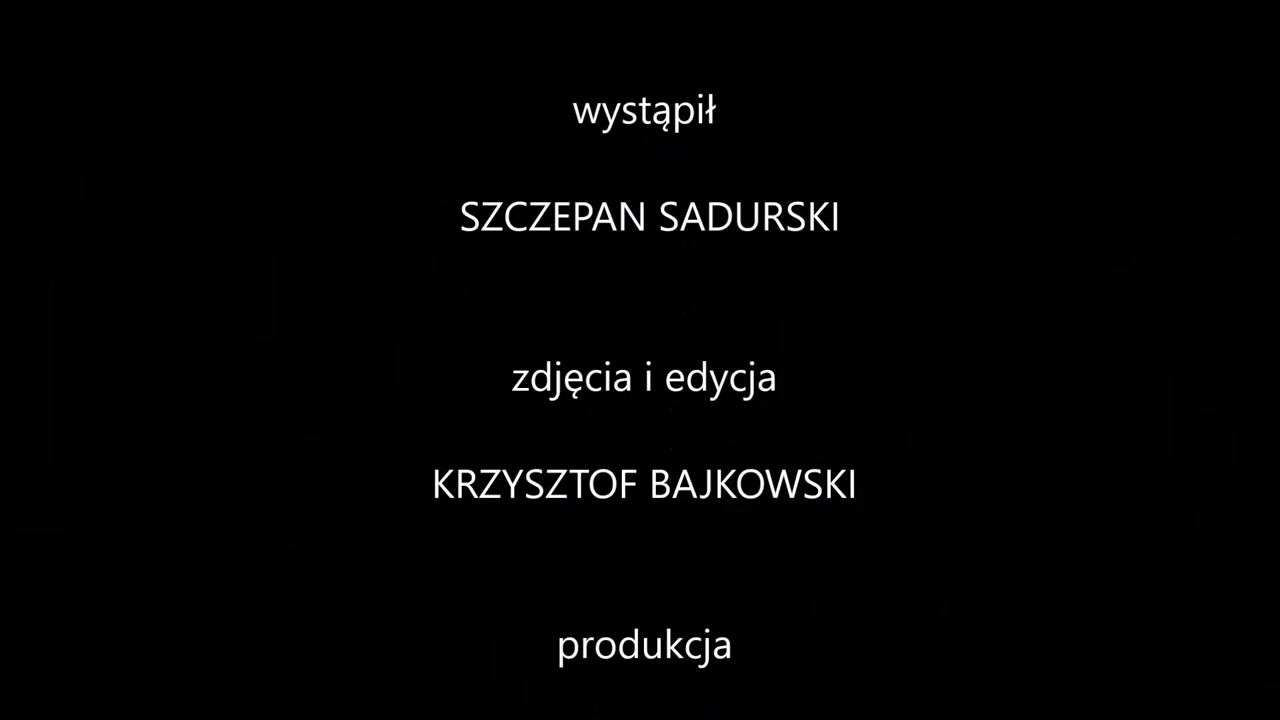 wystąpił
SZCZEPAN SADURSKI
zdjęcia i edycja
KRZYSZTOF BAJKOWSKI
produkcja